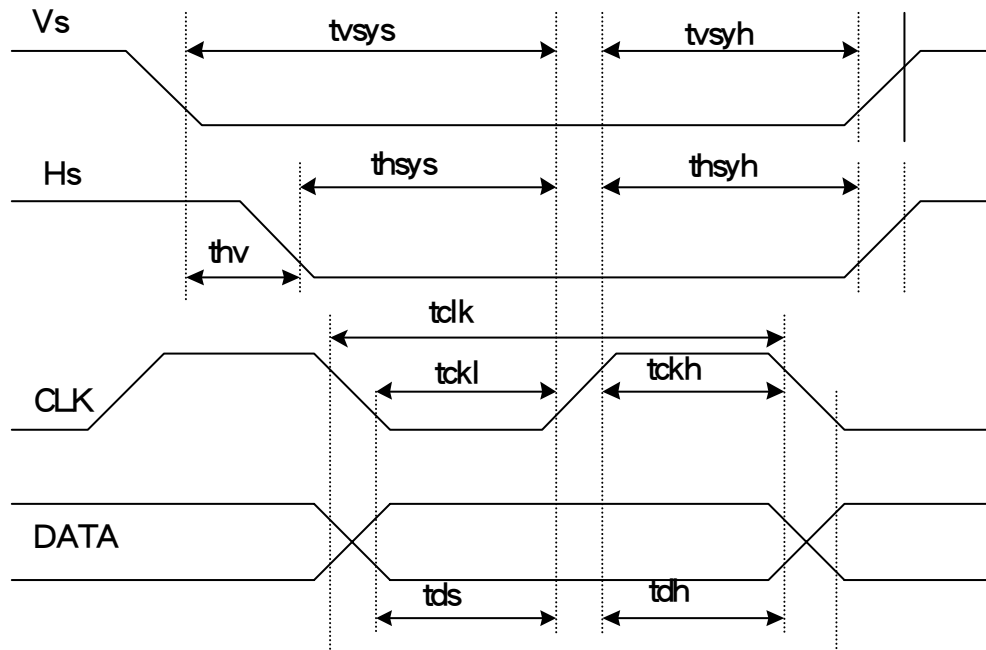 Vs
tvsys
tvsyh
Hs
thsys
thsyh
thv
tclk
tckl
tckh
CLK
DATA
tds
tdh